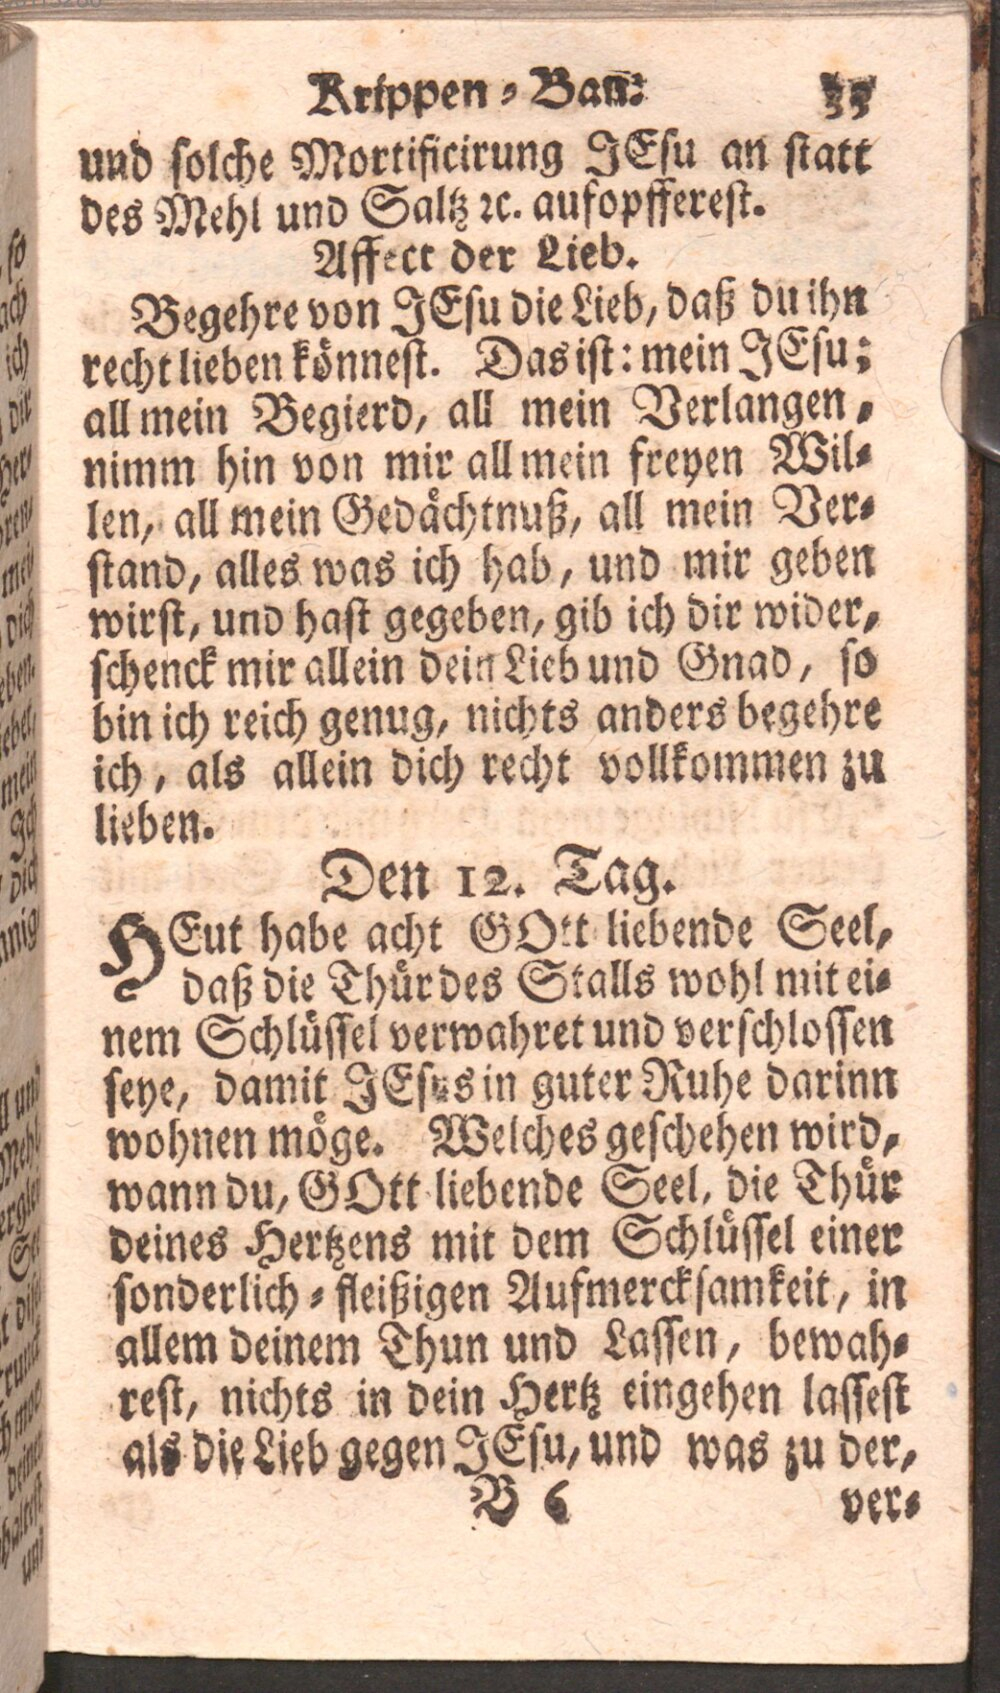 Krippen-Bau. 35
und solche Mortificirung JEsu an statt
des Mehl und Saltz ꝛc. aufopfferest.
Affect der Lieb.
Begehre von JEsu die Lieb, daß du ihn
recht lieben könnest. Das ist: mein JEsu;
all mein Begierd, all mein Verlangen,
nimm hin von mir all mein freyen Wil-
len, all mein Gedächtnuß, all mein Ver-
stand, alles was ich hab, und mir geben
wirst, und hast gegeben, gib ich dir wider,
schenck mir allein dein Lieb und Gnad, so
bin ich reich genug, nichts anders begehre
ich, als allein dich recht vollkommen zu
lieben.
Den 12. Tag.
HEut habe acht GOtt liebende Seel,
daß die Thür des Stalls wohl mit ei-
nem Schlüssel verwahret und verschlossen
seye, damit JEsus in guter Ruhe darinn
wohnen möge. Welches geschehen wird,
wann du, GOtt liebende Seel, die Thür
deines Hertzens mit dem Schlüssel einer
sonderlich-fleißigen Aufmercksamkeit, in
allem deinem Thun und Lassen, bewah-
rest, nichts in dein Hertz eingehen lassest
als die Lieb gegen JEsu, und was zu der,
B 6 ver-